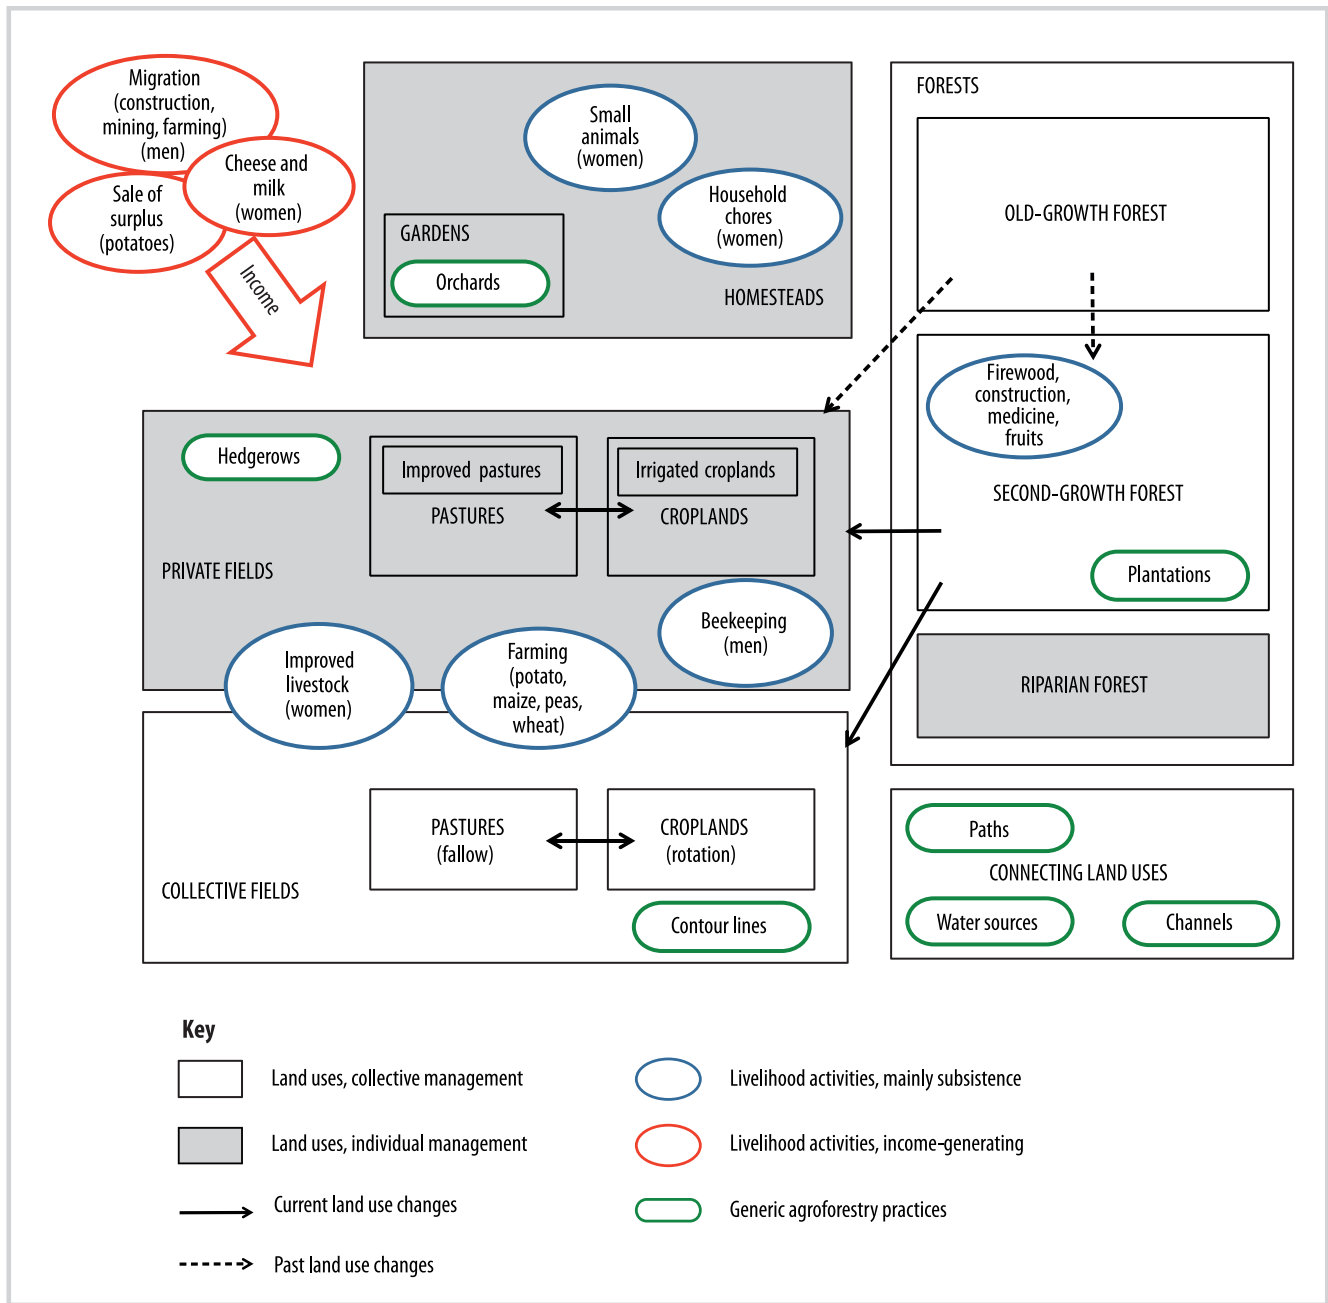 Migration
(construction,
mining, farming)
(men)
Cheese and
milk
(women)
Sale of
surplus
(potatoes)
Income
Small
animals
(women)
Household
chores
(women)
GARDENS
Orchards
HOMESTEADS
FORESTS
OLD-GROWTH FOREST
Firewood,
construction,
medicine,
fruits
SECOND-GROWTH FOREST
Plantations
RIPARIAN FOREST
Hedgerows
Improved pastures
PASTURES
Irrigated croplands
CROPLANDS
PRIVATE FIELDS
Beekeeping
(men)
Improved
livestock
(women)
Farming
(potato,
maize, peas,
wheat)
PASTURES
(fallow)
CROPLANDS
(rotation)
COLLECTIVE FIELDS
Contour lines
Paths
CONNECTING LAND USES
Water sources
Channels
Key
Land uses, collective management
Land uses, individual management
Current land use changes
Past land use changes
Livelihood activities, mainly subsistence
Livelihood activities, income-generating
Generic agroforestry practices